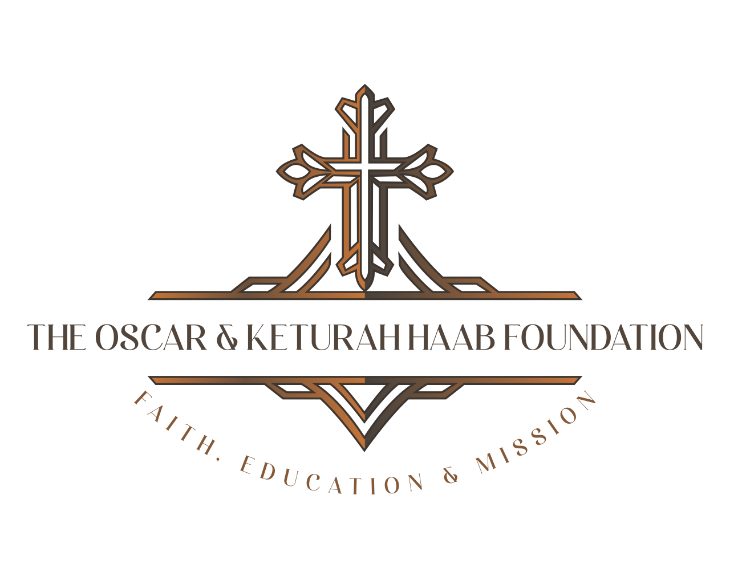 THE OSCAR & KETURAH HAAB FOUNDATION
FAITH, EDUCATION & MISSION